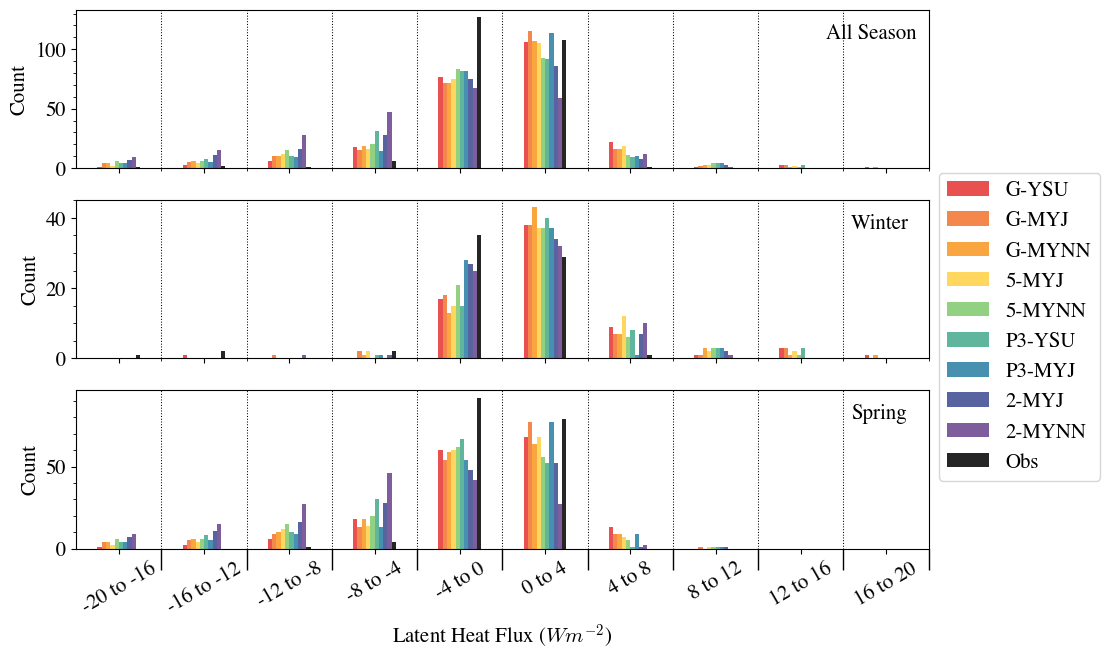 All Season
Count
100
50
0
Winter
Count
40
20
0
Spring
Count
50
0
-20 to -16
-16 to -12
-12 to -8
-8 to -4
-4 to 0
0 to 4
4 to 8
8 to 12
12 to 16
16 to 20
Latent Heat Flux (Wm⁻²)
G-YSU
G-MYJ
G-MYNN
5-MYJ
5-MYNN
P3-YSU
P3-MYJ
2-MYJ
2-MYNN
Obs